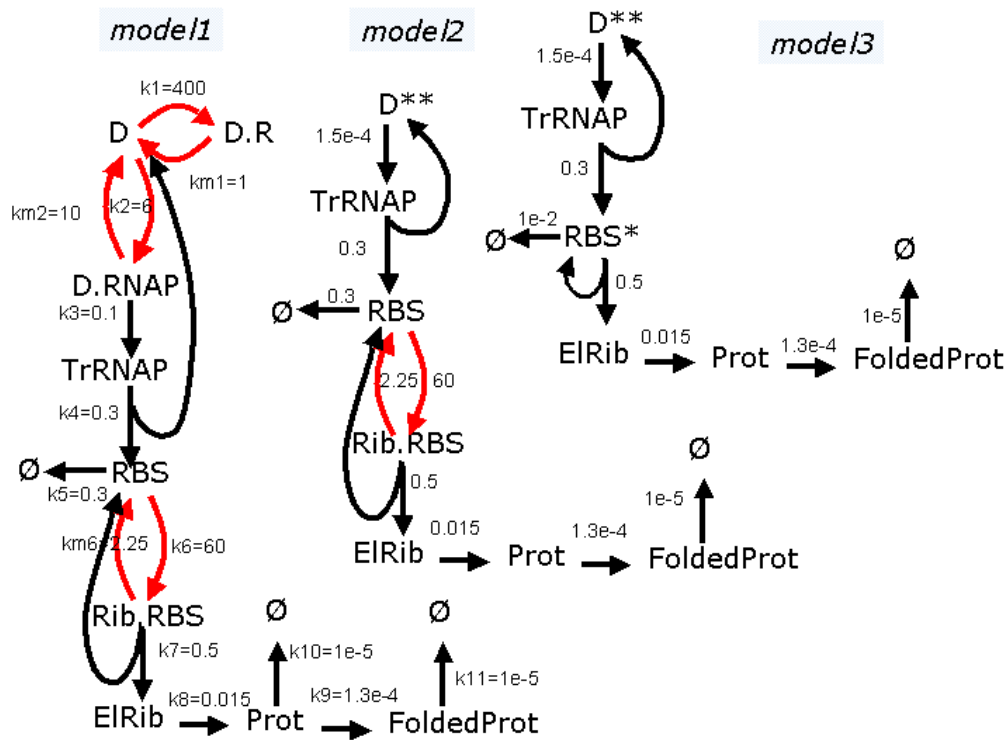 model1
k1=400
D
D.R
km1=1
km2=10
k2=6
D.RNAP
k3=0.1
TrRNAP
k4=0.3
Ø
RBS
k5=0.3
km6=2.25
k6=60
Rib.RBS
k7=0.5
ElRib
k8=0.015
Prot
k10=1e-5
Ø
k9=1.3e-4
FoldedProt
k11=1e-5
Ø
model2
D**
1.5e-4
TrRNAP
0.3
Ø
0.3
RBS
2.25
60
Rib.RBS
0.5
ElRib
0.015
Prot
1.3e-4
FoldedProt
1e-5
Ø
model3
D**
1.5e-4
TrRNAP
0.3
Ø
1e-2
RBS*
0.5
ElRib
0.015
Prot
1.3e-4
FoldedProt
1e-5
Ø